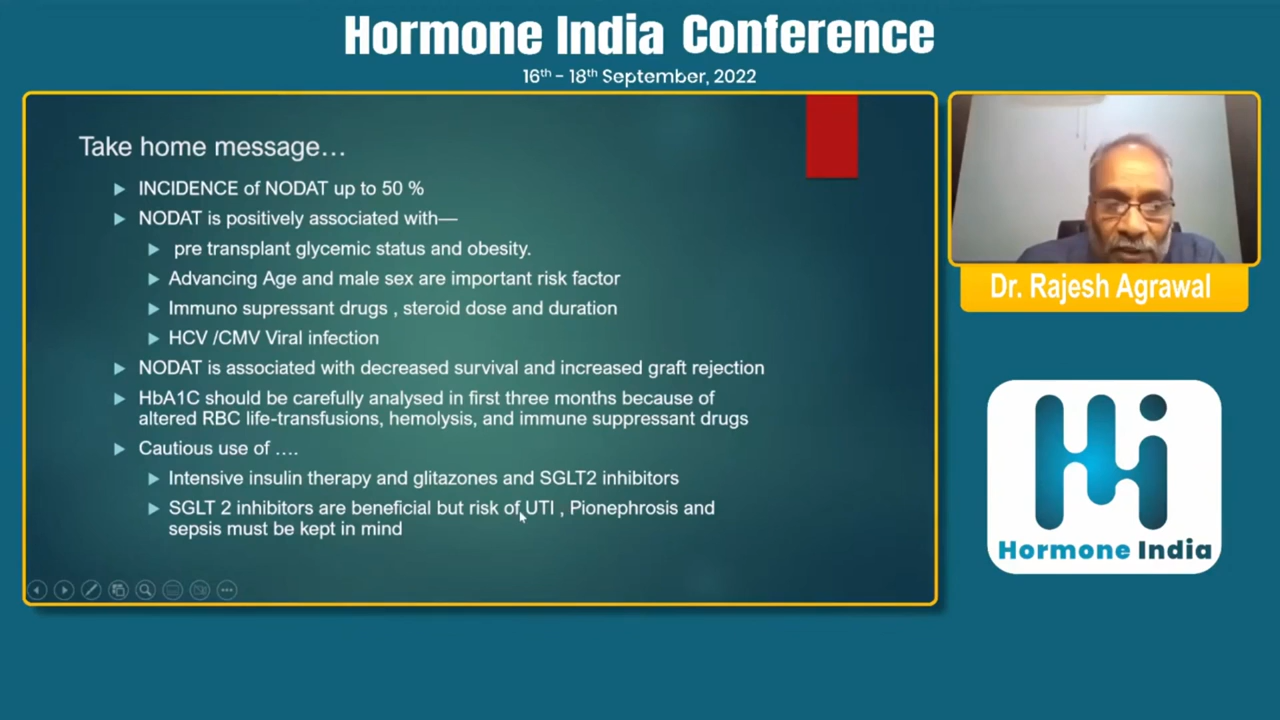 Hormone India Conference
16th - 18th September, 2022
Take home message…
INCIDENCE of NODAT up to 50 %
NODAT is positively associated with—
pre transplant glycemic status and obesity.
Advancing Age and male sex are important risk factor
Immuno supressant drugs , steroid dose and duration
HCV /CMV Viral infection
NODAT is associated with decreased survival and increased graft rejection
HbA1C should be carefully analysed in first three months because of
altered RBC life-transfusions, hemolysis, and immune suppressant drugs
Cautious use of ….
Intensive insulin therapy and glitazones and SGLT2 inhibitors
SGLT 2 inhibitors are beneficial but risk of UTI , Pionephrosis and
sepsis must be kept in mind
Dr. Rajesh Agrawal
Hi
Hormone India